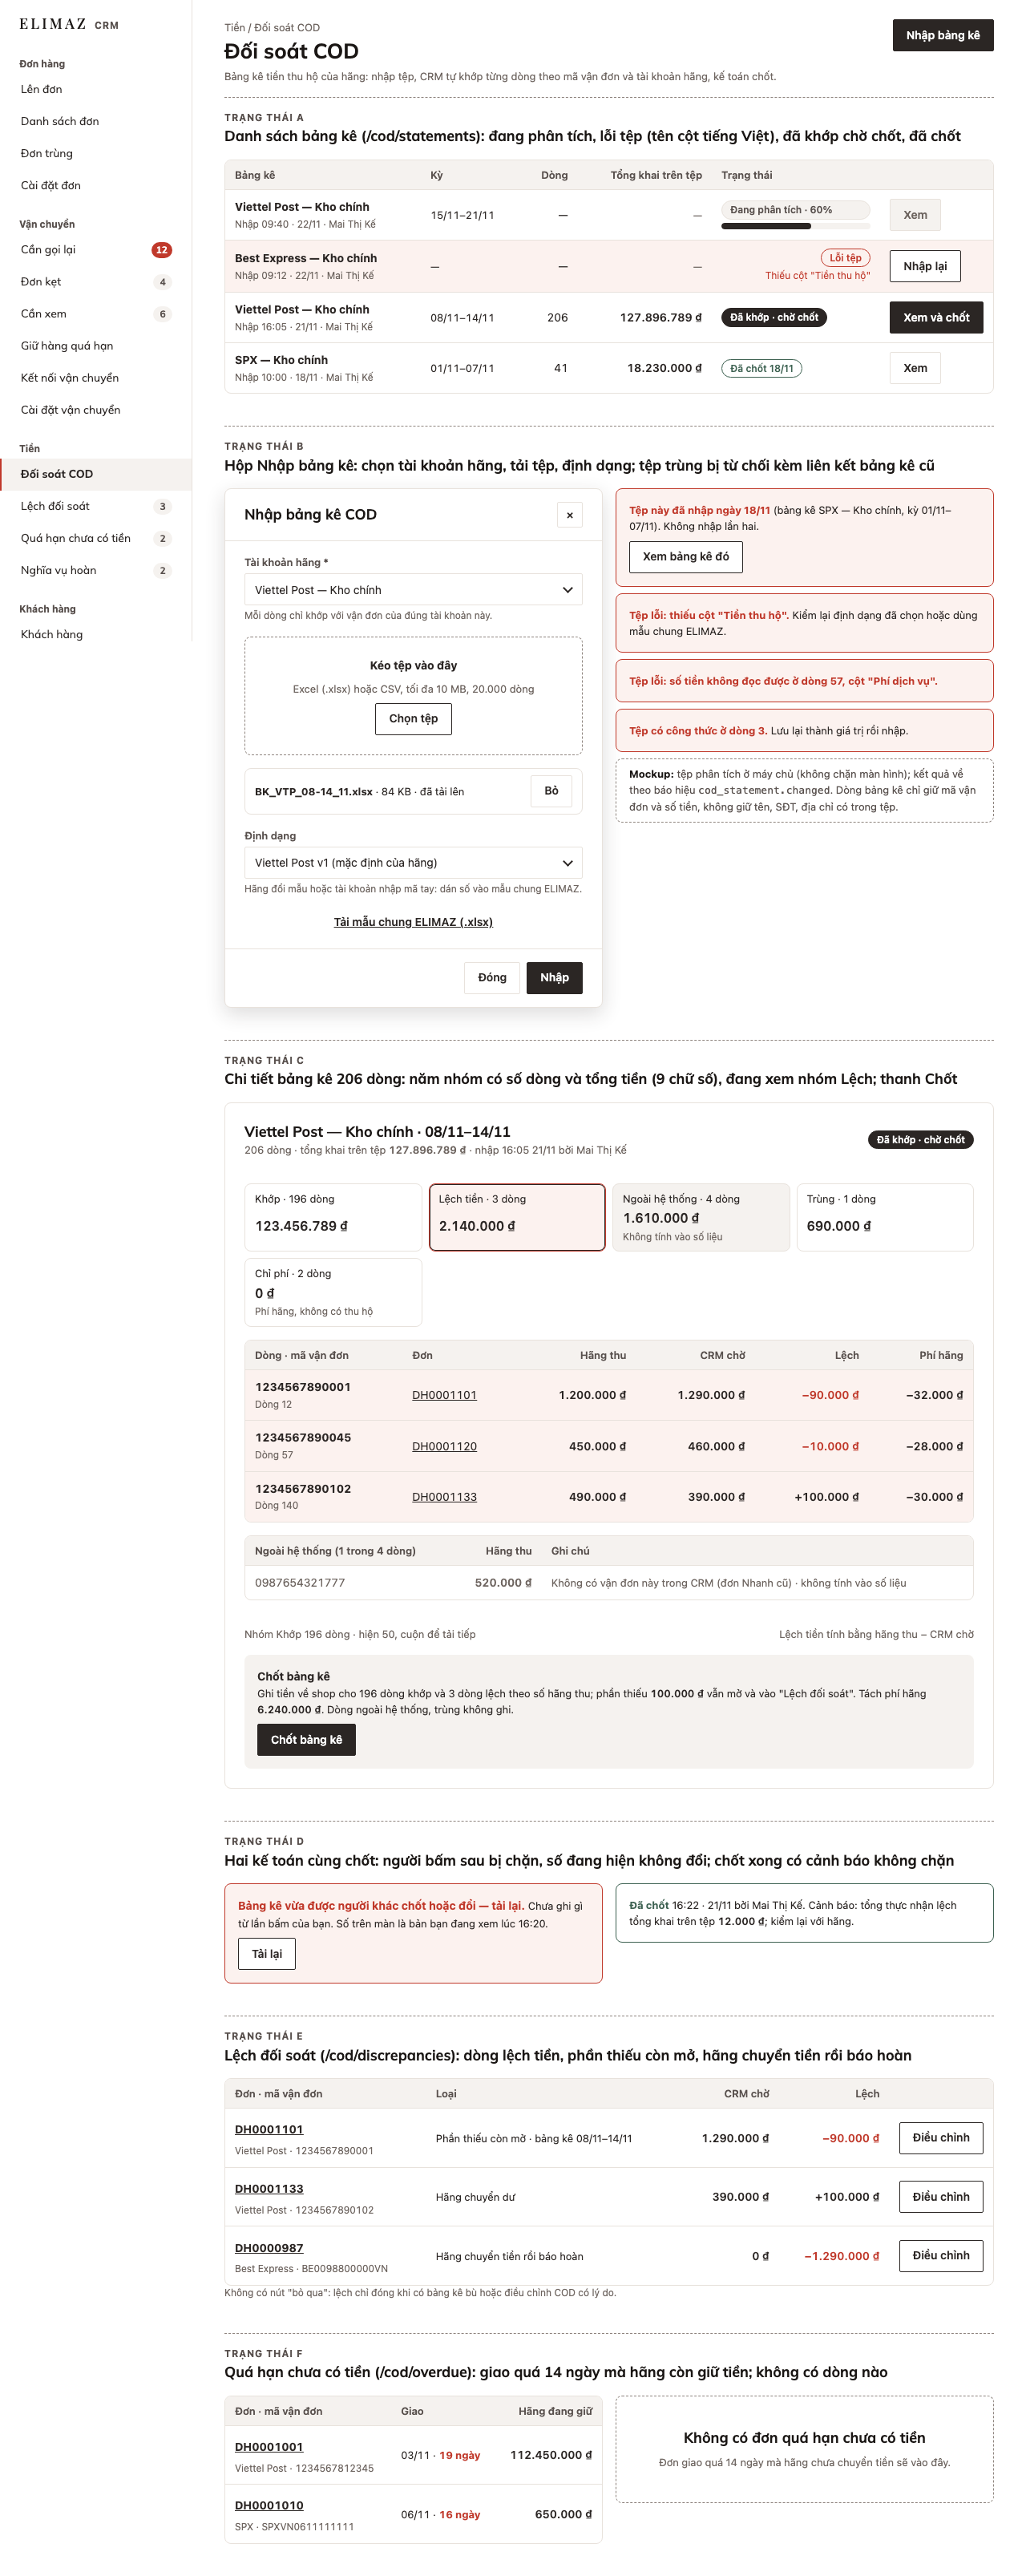 ELIMAZ CRM
Đơn hàng
Lên đơn
Danh sách đơn
Đơn trùng
Cài đặt đơn
Vận chuyển
Cần gọi lại 12
Đơn kẹt 4
Cần xem 6
Giữ hàng quá hạn
Kết nối vận chuyển
Cài đặt vận chuyển
Tiền
Đối soát COD
Lệch đối soát 3
Quá hạn chưa có tiền 2
Nghĩa vụ hoàn 2
Khách hàng
Khách hàng
Tiền / Đối soát COD
Đối soát COD
Bảng kê tiền thu hộ của hãng: nhập tệp, CRM tự khớp từng dòng theo mã vận đơn và tài khoản hãng, kế toán chốt.
Nhập bảng kê
TRẠNG THÁI A
Danh sách bảng kê (/cod/statements): đang phân tích, lỗi tệp (tên cột tiếng Việt), đã khớp chờ chốt, đã chốt
Bảng kê Kỳ Dòng Tổng khai trên tệp Trạng thái
Viettel Post — Kho chính
Nhập 09:40 · 22/11 · Mai Thị Kế
15/11–21/11 — — Đang phân tích · 60% Xem
Best Express — Kho chính
Nhập 09:12 · 22/11 · Mai Thị Kế
— — — Lỗi tệp
Thiếu cột "Tiền thu hộ"
Nhập lại
Viettel Post — Kho chính
Nhập 16:05 · 21/11 · Mai Thị Kế
08/11–14/11 206 127.896.789 ₫ Đã khớp · chờ chốt Xem và chốt
SPX — Kho chính
Nhập 10:00 · 18/11 · Mai Thị Kế
01/11–07/11 41 18.230.000 ₫ Đã chốt 18/11 Xem
TRẠNG THÁI B
Hộp Nhập bảng kê: chọn tài khoản hãng, tải tệp, định dạng; tệp trùng bị từ chối kèm liên kết bảng kê cũ
Nhập bảng kê COD ×
Tài khoản hãng *
Viettel Post — Kho chính
Mỗi dòng chỉ khớp với vận đơn của đúng tài khoản này.
Kéo tệp vào đây
Excel (.xlsx) hoặc CSV, tối đa 10 MB, 20.000 dòng
Chọn tệp
BK_VTP_08-14_11.xlsx · 84 KB · đã tải lên Bỏ
Định dạng
Viettel Post v1 (mặc định của hãng)
Hãng đổi mẫu hoặc tài khoản nhập mã tay: dán số vào mẫu chung ELIMAZ.
Tải mẫu chung ELIMAZ (.xlsx)
Đóng Nhập
Tệp này đã nhập ngày 18/11 (bảng kê SPX — Kho chính, kỳ 01/11–
07/11). Không nhập lần hai.
Xem bảng kê đó
Tệp lỗi: thiếu cột "Tiền thu hộ". Kiểm lại định dạng đã chọn hoặc dùng
mẫu chung ELIMAZ.
Tệp lỗi: số tiền không đọc được ở dòng 57, cột "Phí dịch vụ".
Tệp có công thức ở dòng 3. Lưu lại thành giá trị rồi nhập.
Mockup: tệp phân tích ở máy chủ (không chặn màn hình); kết quả về
theo báo hiệu cod_statement.changed. Dòng bảng kê chỉ giữ mã vận
đơn và số tiền, không giữ tên, SĐT, địa chỉ có trong tệp.
TRẠNG THÁI C
Chi tiết bảng kê 206 dòng: năm nhóm có số dòng và tổng tiền (9 chữ số), đang xem nhóm Lệch; thanh Chốt
Viettel Post — Kho chính · 08/11–14/11
206 dòng · tổng khai trên tệp 127.896.789 ₫ · nhập 16:05 21/11 bởi Mai Thị Kế
Đã khớp · chờ chốt
Khớp · 196 dòng
123.456.789 ₫
Lệch tiền · 3 dòng
2.140.000 ₫
Ngoài hệ thống · 4 dòng
1.610.000 ₫
Không tính vào số liệu
Trùng · 1 dòng
690.000 ₫
Chỉ phí · 2 dòng
0 ₫
Phí hãng, không có thu hộ
Dòng · mã vận đơn Đơn Hãng thu CRM chờ Lệch Phí hãng
1234567890001
Dòng 12
DH0001101 1.200.000 ₫ 1.290.000 ₫ −90.000 ₫ −32.000 ₫
1234567890045
Dòng 57
DH0001120 450.000 ₫ 460.000 ₫ −10.000 ₫ −28.000 ₫
1234567890102
Dòng 140
DH0001133 490.000 ₫ 390.000 ₫ +100.000 ₫ −30.000 ₫
Ngoài hệ thống (1 trong 4 dòng) Hãng thu Ghi chú
0987654321777 520.000 ₫ Không có vận đơn này trong CRM (đơn Nhanh cũ) · không tính vào số liệu
Nhóm Khớp 196 dòng · hiện 50, cuộn để tải tiếp
Lệch tiền tính bằng hãng thu − CRM chờ
Chốt bảng kê
Ghi tiền về shop cho 196 dòng khớp và 3 dòng lệch theo số hãng thu; phần thiếu 100.000 ₫ vẫn mở và vào "Lệch đối soát". Tách phí hãng
6.240.000 ₫. Dòng ngoài hệ thống, trùng không ghi.
Chốt bảng kê
TRẠNG THÁI D
Hai kế toán cùng chốt: người bấm sau bị chặn, số đang hiện không đổi; chốt xong có cảnh báo không chặn
Bảng kê vừa được người khác chốt hoặc đổi — tải lại. Chưa ghi gì
từ lần bấm của bạn. Số trên màn là bản bạn đang xem lúc 16:20.
Tải lại
Đã chốt 16:22 · 21/11 bởi Mai Thị Kế. Cảnh báo: tổng thực nhận lệch
tổng khai trên tệp 12.000 ₫; kiểm lại với hãng.
TRẠNG THÁI E
Lệch đối soát (/cod/discrepancies): dòng lệch tiền, phần thiếu còn mở, hãng chuyển tiền rồi báo hoàn
Đơn · mã vận đơn Loại CRM chờ Lệch
DH0001101
Viettel Post · 1234567890001
Phần thiếu còn mở · bảng kê 08/11–14/11 1.290.000 ₫ −90.000 ₫ Điều chỉnh
DH0001133
Viettel Post · 1234567890102
Hãng chuyển dư 390.000 ₫ +100.000 ₫ Điều chỉnh
DH0000987
Best Express · BE0098800000VN
Hãng chuyển tiền rồi báo hoàn 0 ₫ −1.290.000 ₫ Điều chỉnh
Không có nút "bỏ qua": lệch chỉ đóng khi có bảng kê bù hoặc điều chỉnh COD có lý do.
TRẠNG THÁI F
Quá hạn chưa có tiền (/cod/overdue): giao quá 14 ngày mà hãng còn giữ tiền; không có dòng nào
Đơn · mã vận đơn Giao Hãng đang giữ
DH0001001
Viettel Post · 1234567812345
03/11 · 19 ngày 112.450.000 ₫
DH0001010
SPX · SPXVN0611111111
06/11 · 16 ngày 650.000 ₫
Không có đơn quá hạn chưa có tiền
Đơn giao quá 14 ngày mà hãng chưa chuyển tiền sẽ vào đây.